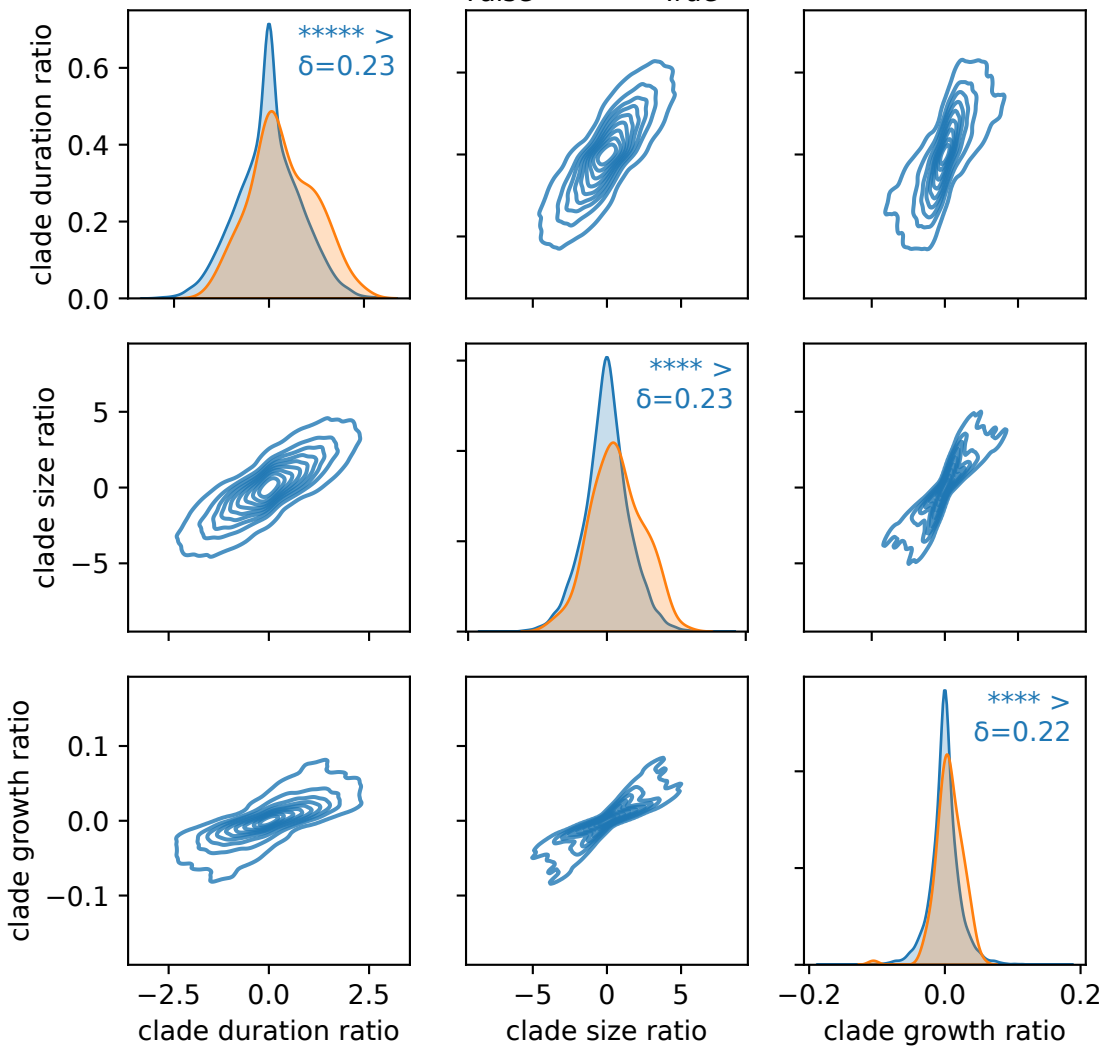 clade duration ratio
0.6
0.4
0.2
0.0
***** >
δ=0.23
clade size ratio
5
0
−5
**** >
δ=0.23
clade growth ratio
0.1
0.0
−0.1
**** >
δ=0.22
−2.5 0.0 2.5
−5 0 5
−0.2 0.0 0.2
clade duration ratio
clade size ratio
clade growth ratio